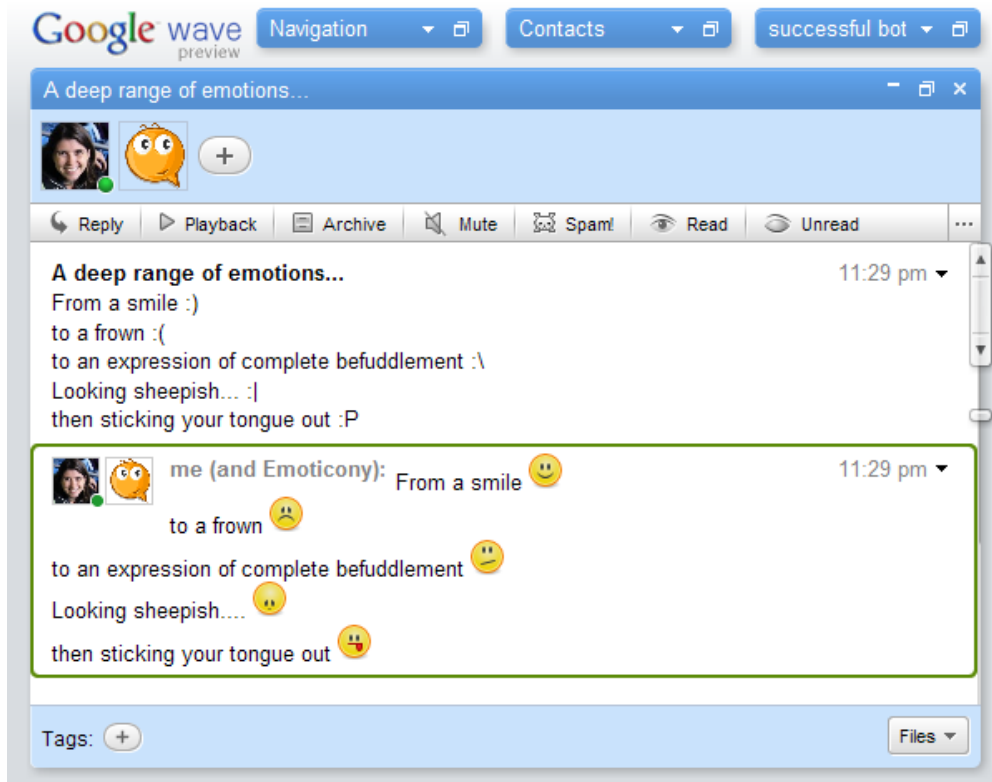 Google wave
preview
Navigation
Contacts
successful bot
A deep range of emotions...
Reply Playback Archive Mute Spam! Read Unread ...
A deep range of emotions... 11:29 pm
From a smile :)
to a frown :(
to an expression of complete befuddlement :\
Looking sheepish... :|
then sticking your tongue out :P
me (and Emoticony): From a smile 11:29 pm
to a frown
to an expression of complete befuddlement
Looking sheepish....
then sticking your tongue out
Tags: Files